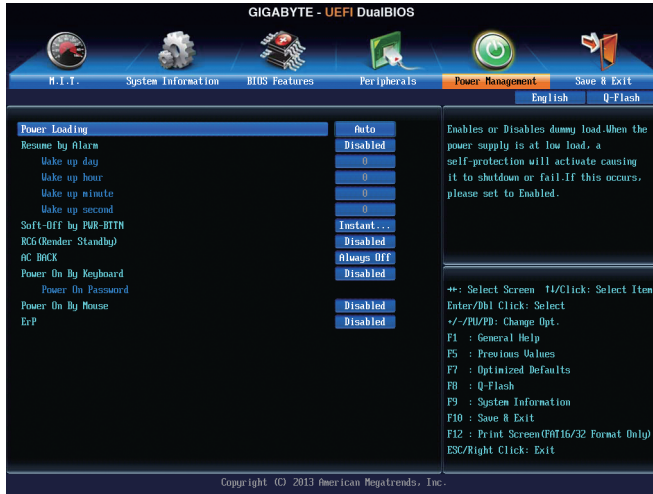 GIGABYTE - UEFI DualBIOS
M.I.T. System Information BIOS Features Peripherals Power Management Save & Exit
English Q-Flash
Power Loading Auto
Resume by Alarm Disabled
Wake up day 0
Wake up hour 0
Wake up minute 0
Wake up second 0
Soft-Off by PWR-BTTN Instant...
RC6(Render Standby) Disabled
AC BACK Always Off
Power On By Keyboard Disabled
Power On Password
Power On By Mouse Disabled
ErP Disabled
Enables or Disables dummy load.When the
power supply is at low load, a
self-protection will activate causing
it to shutdown or fail.If this occurs,
please set to Enabled.
→←: Select Screen ↑↓/Click: Select Item
Enter/Dbl Click: Select
+/-/PU/PD: Change Opt.
F1 : General Help
F5 : Previous Values
F7 : Optimized Defaults
F8 : Q-Flash
F9 : System Information
F10 : Save & Exit
F12 : Print Screen(FAT16/32 Format Only)
ESC/Right Click: Exit
Copyright (C) 2013 American Megatrends, Inc.